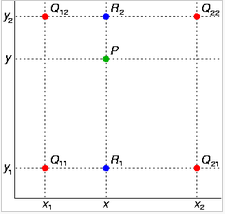 y₂ Q₁₂ R₂ Q₂₂
y P
y₁ Q₁₁ R₁ Q₂₁
x₁ x x₂